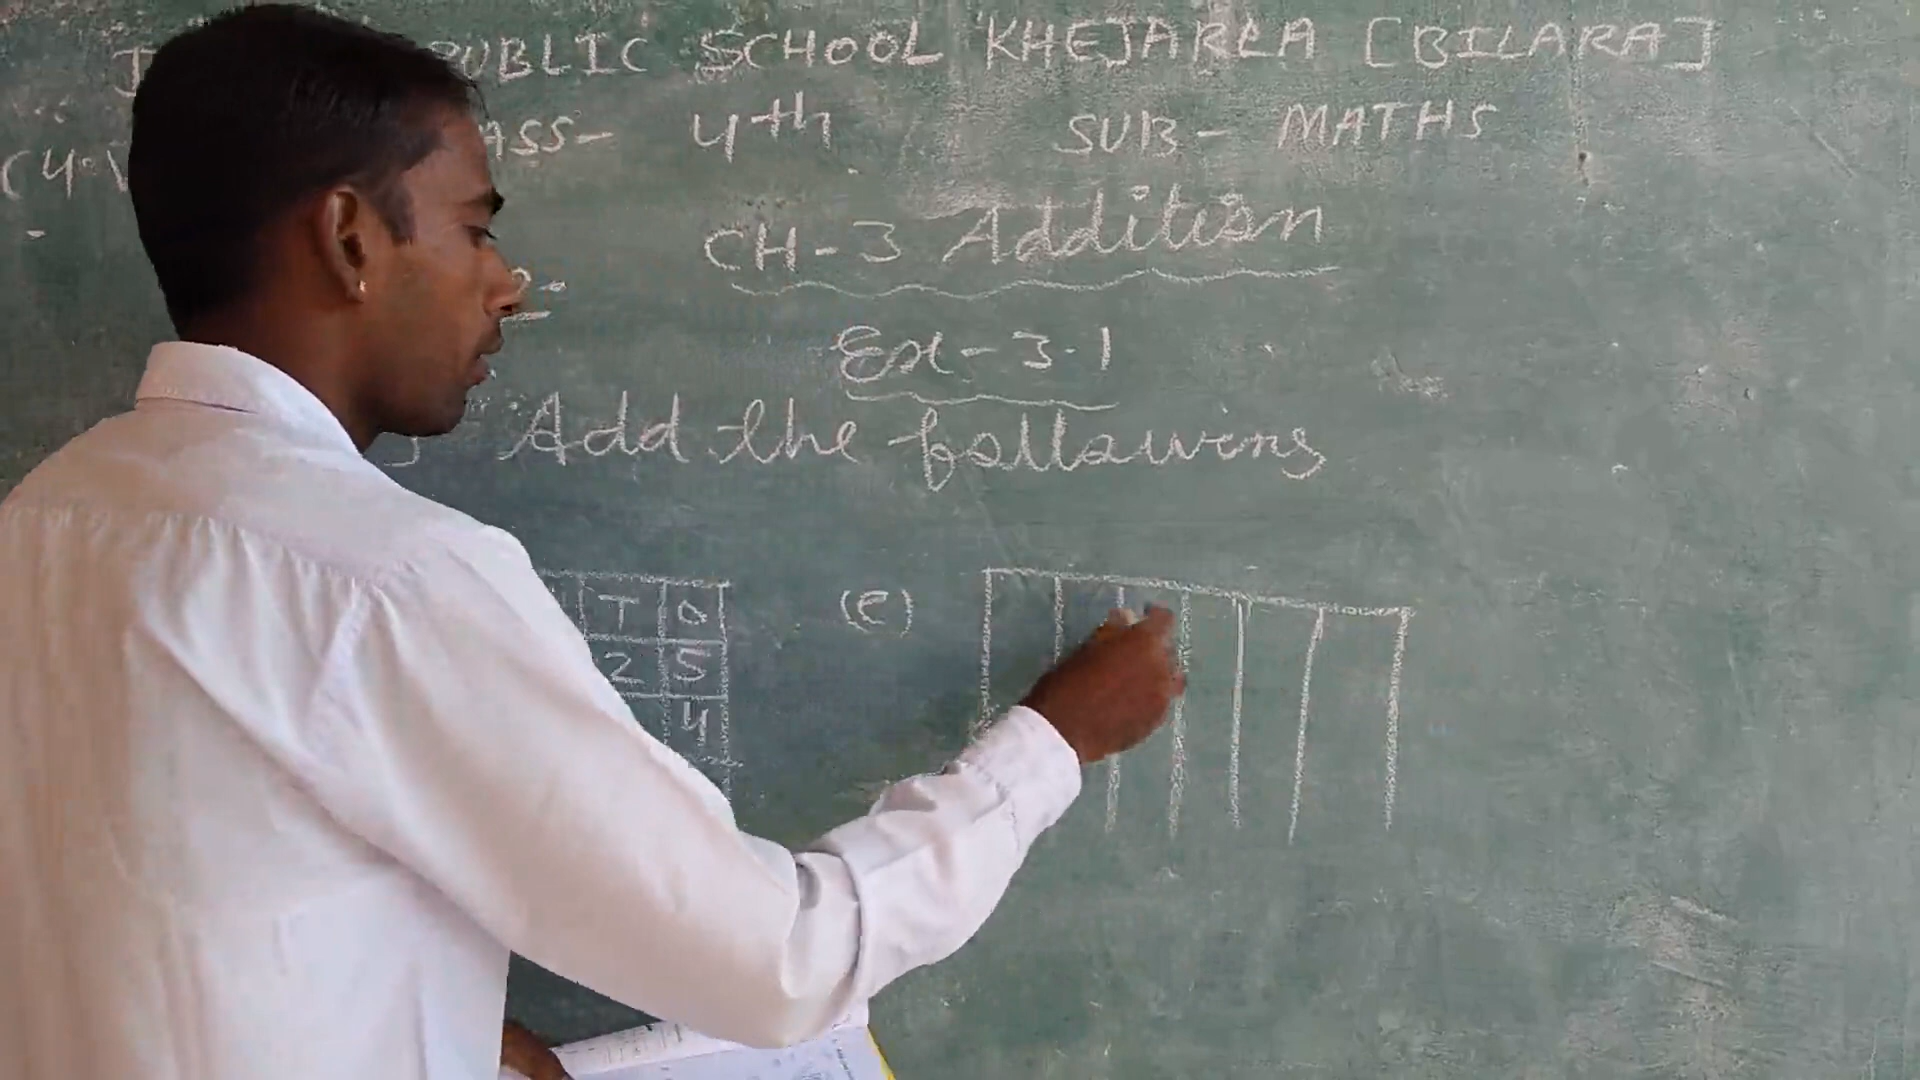 PUBLIC SCHOOL KHEJARLA [BILARA]
4th SUB- MATHS
CH-3 Addition
Ex-3.1
Add the following
T O
2 5
4
(C)